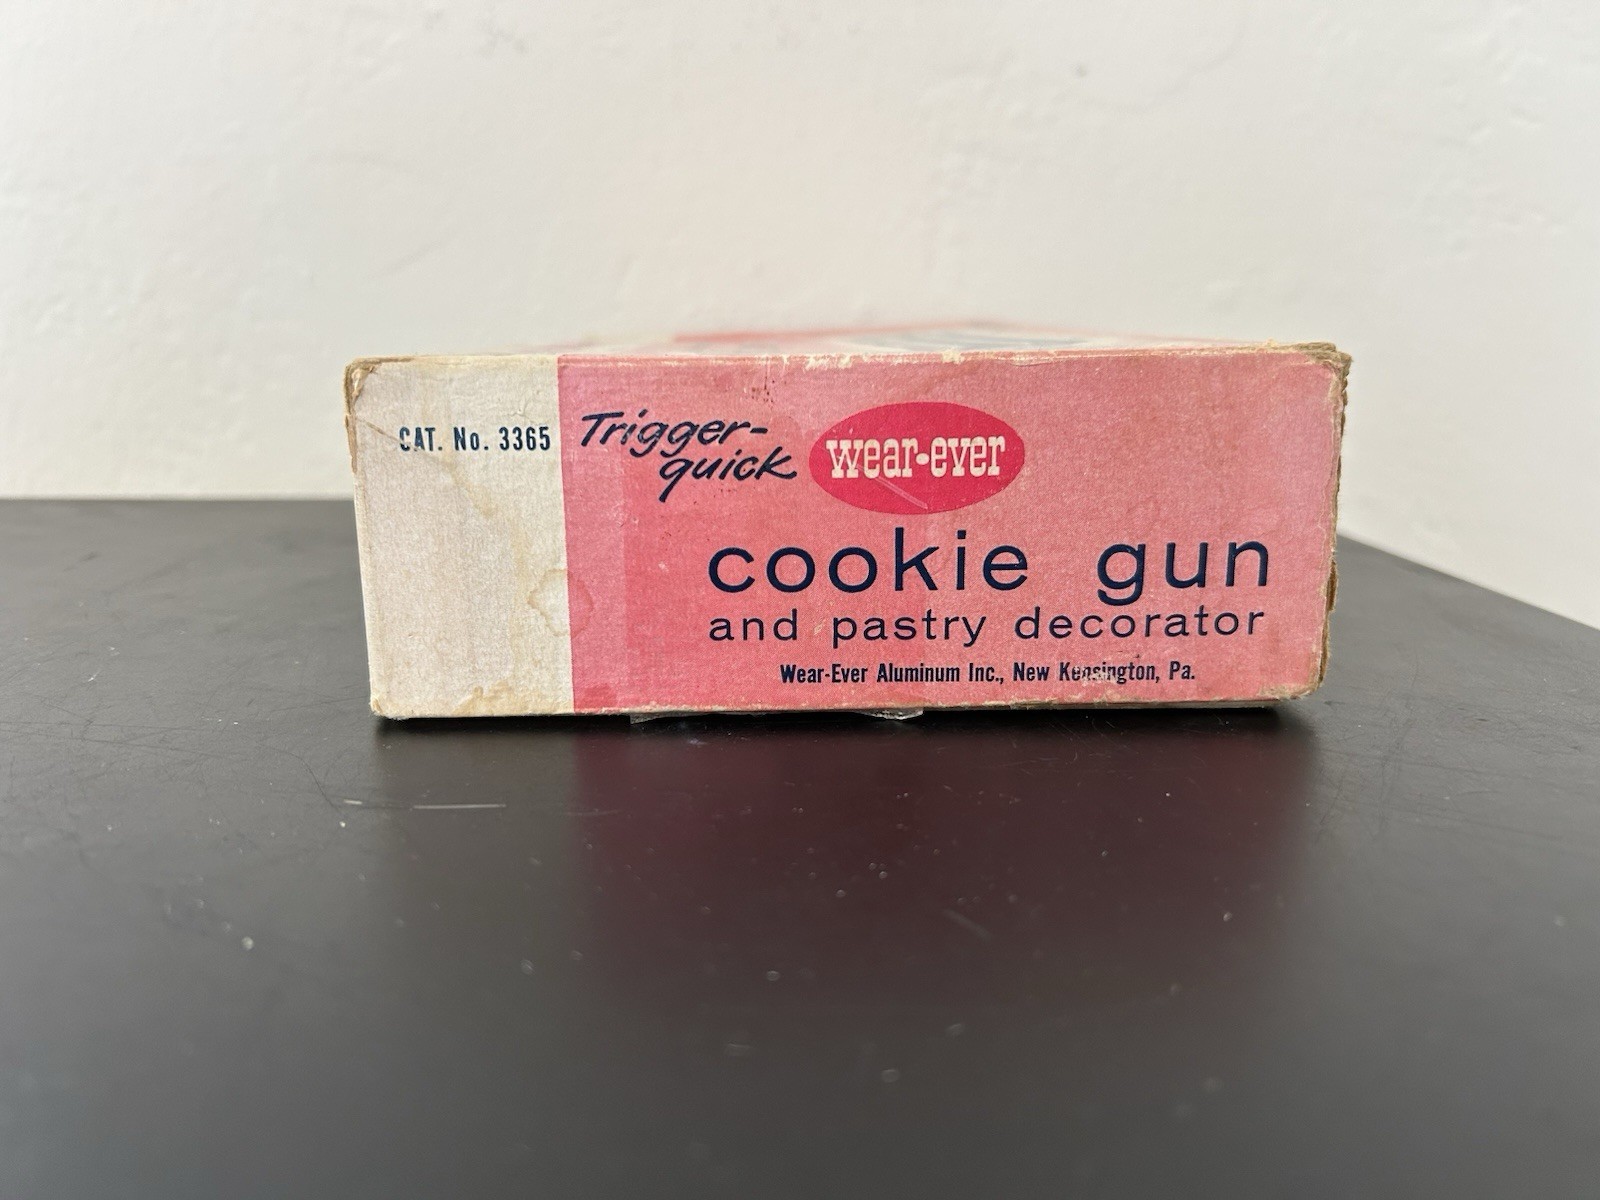 CAT. No. 3365
Trigger-
quick
wear-ever
cookie gun
and pastry decorator
Wear-Ever Aluminum Inc., New Kensington, Pa.